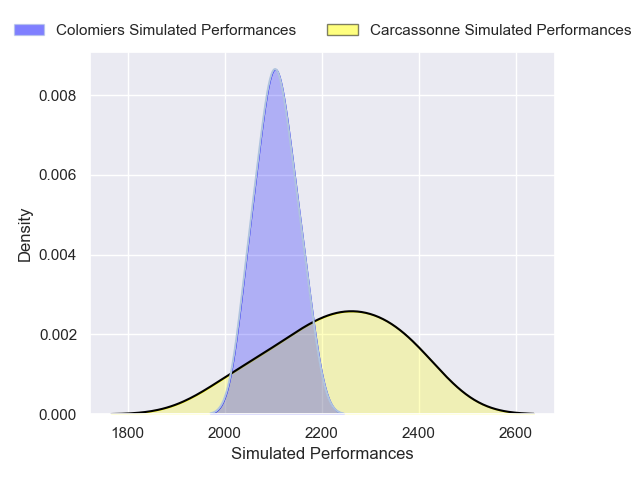 Colomiers Simulated Performances
Carcassonne Simulated Performances
0.008
0.006
0.004
0.002
0.000
Density
1800 2000 2200 2400 2600
Simulated Performances